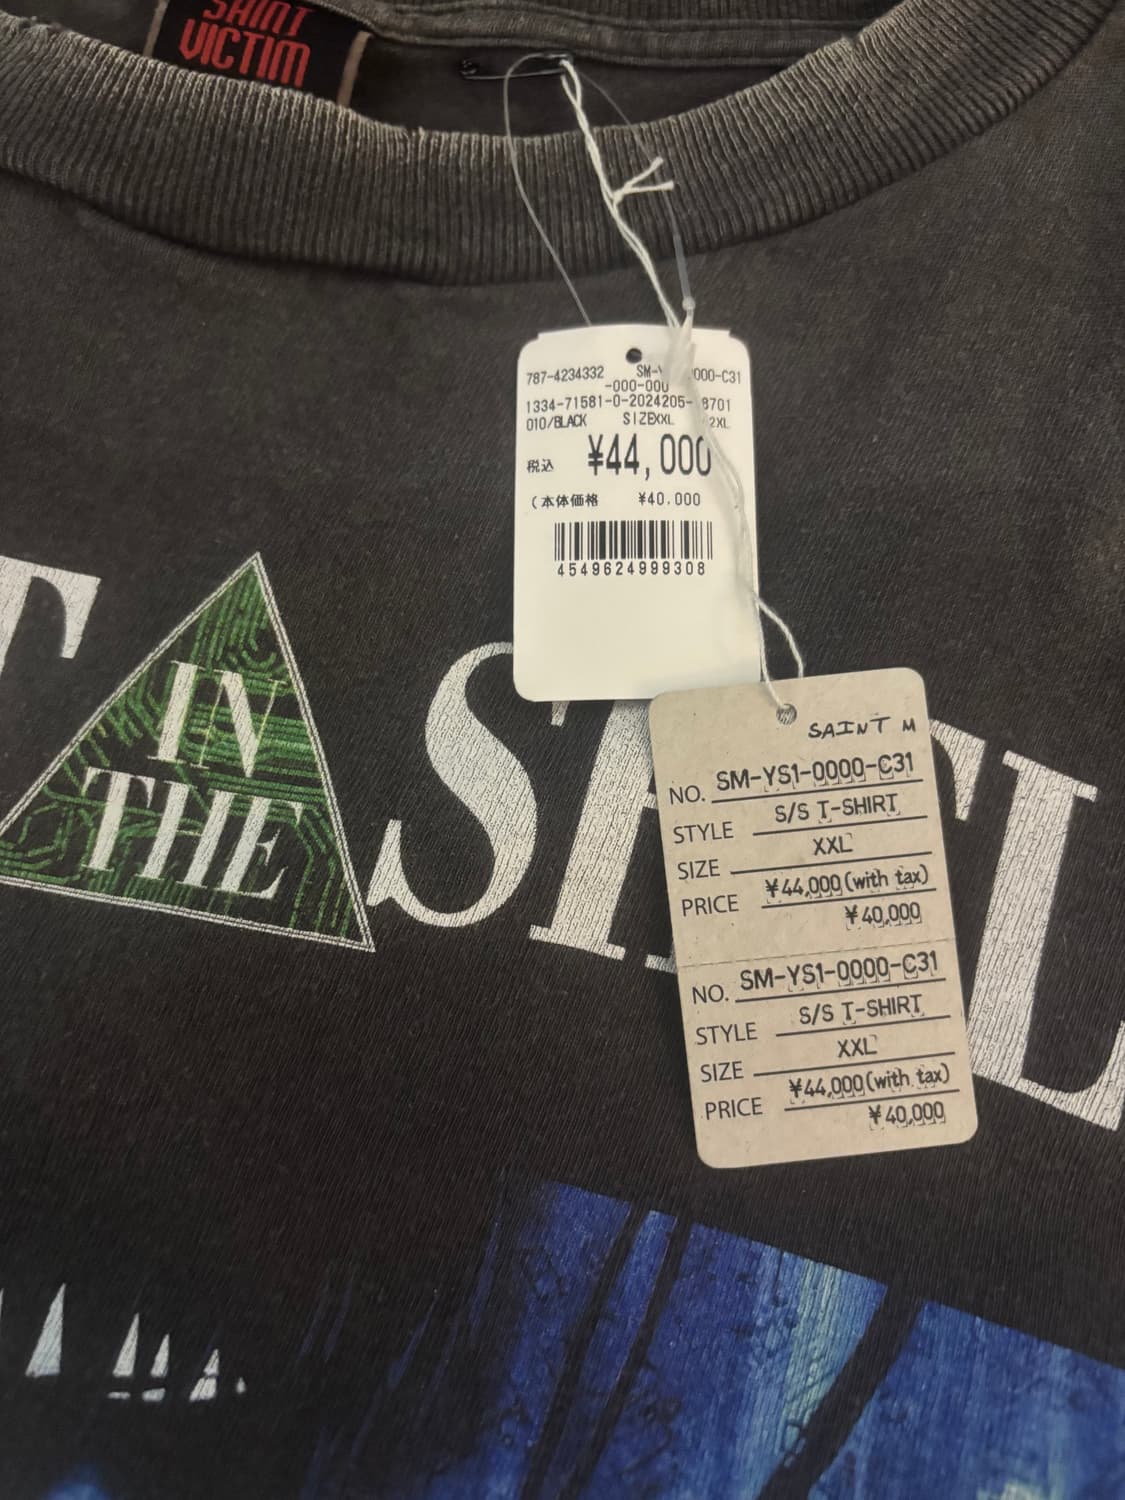 SAINT
VICTIM
787-4234332 SM-Y 0000-C31
-000-000
1334-71581-0-2024205- 8701
010/BLACK SIZEXXL 2XL
税込 ¥44,000
(本体価格 ¥40.000
4549624999308
IN
THE
SAINT M
NO. SM-YS1-0000-C31
STYLE S/S T-SHIRT
SIZE XXL
PRICE ¥44,000(with tax)
¥40,000
NO. SM-YS1-0000-C31
STYLE S/S T-SHIRT
SIZE XXL
PRICE ¥44,000(with tax)
¥40,000